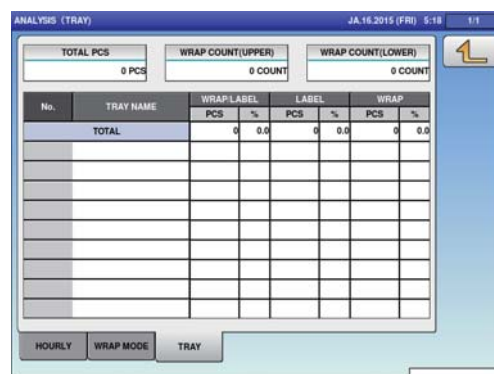 ANALYSIS (TRAY) JA.16.2015 (FRI) 5:18 1/1
TOTAL PCS WRAP COUNT(UPPER) WRAP COUNT(LOWER)
0 PCS 0 COUNT 0 COUNT
No. TRAY NAME WRAP/LABEL LABEL WRAP
PCS % PCS % PCS %
TOTAL 0 0.0 0 0.0 0 0.0
HOURLY WRAP MODE TRAY